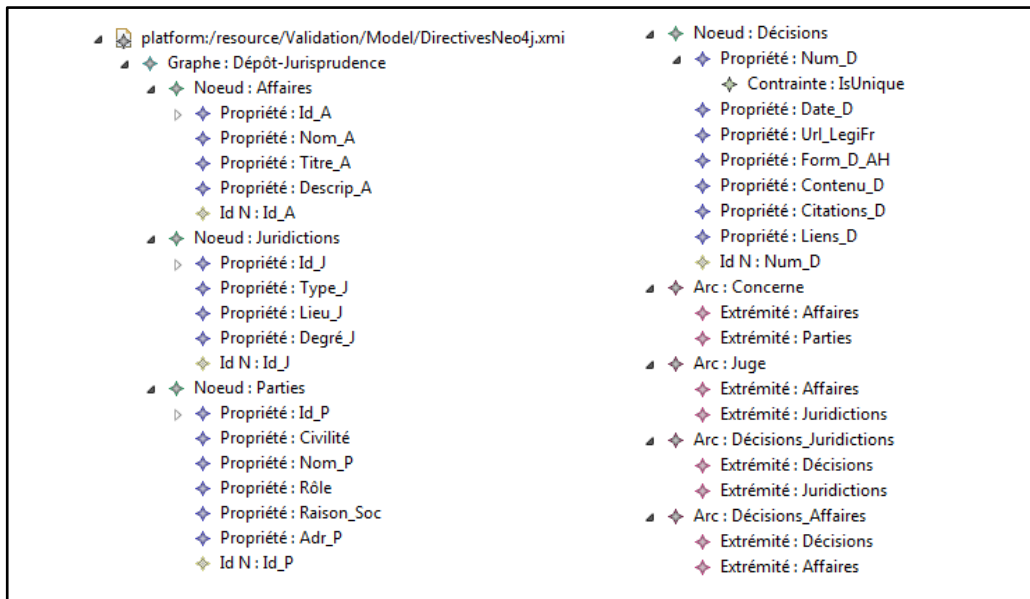 platform:/resource/Validation/Model/DirectivesNeo4j.xmi
Graphe : Dépôt-Jurisprudence
Noeud : Affaires
Propriété : Id_A
Propriété : Nom_A
Propriété : Titre_A
Propriété : Descrip_A
Id N : Id_A
Noeud : Juridictions
Propriété : Id_J
Propriété : Type_J
Propriété : Lieu_J
Propriété : Degré_J
Id N : Id_J
Noeud : Parties
Propriété : Id_P
Propriété : Civilité
Propriété : Nom_P
Propriété : Rôle
Propriété : Raison_Soc
Propriété : Adr_P
Id N : Id_P
Noeud : Décisions
Propriété : Num_D
Contrainte : IsUnique
Propriété : Date_D
Propriété : Url_LegiFr
Propriété : Form_D_AH
Propriété : Contenu_D
Propriété : Citations_D
Propriété : Liens_D
Id N : Num_D
Arc : Concerne
Extrémité : Affaires
Extrémité : Parties
Arc : Juge
Extrémité : Affaires
Extrémité : Juridictions
Arc : Décisions_Juridictions
Extrémité : Décisions
Extrémité : Juridictions
Arc : Décisions_Affaires
Extrémité : Décisions
Extrémité : Affaires